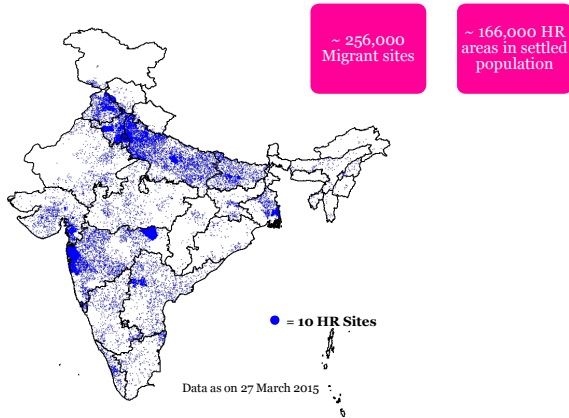 ~ 256,000
Migrant sites
~ 166,000 HR
areas in settled
population
= 10 HR Sites
Data as on 27 March 2015